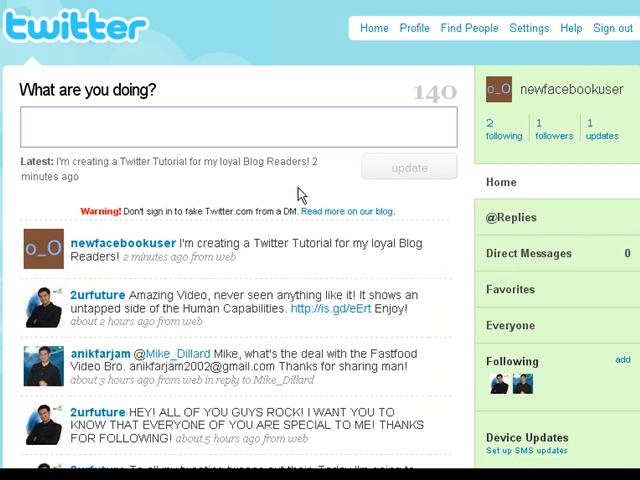 twitter
Home Profile Find People Settings Help Sign out
What are you doing? 140
Latest: I'm creating a Twitter Tutorial for my loyal Blog Readers! 2
minutes ago
update
Warning! Don't sign in to fake Twitter.com from a DM. Read more on our blog.
o_O
newfacebookuser I'm creating a Twitter Tutorial for my loyal Blog
Readers! 2 minutes ago from web
2urfuture Amazing Video, never seen anything like it! It shows an
untapped side of the Human Capabilities. http://is.gd/eErt Enjoy!
about 2 hours ago from web
anikfarjam @Mike_Dillard Mike, what's the deal with the Fastfood
Video Bro. anikfarjam2002@gmail.com Thanks for sharing man!
about 3 hours ago from web in reply to Mike_Dillard
2urfuture HEY! ALL OF YOU GUYS ROCK! I WANT YOU TO
KNOW THAT EVERYONE OF YOU ARE SPECIAL TO ME! THANKS
FOR FOLLOWING! about 5 hours ago from web
o_O newfacebookuser
2 1 1
following followers updates
Home
@Replies
Direct Messages 0
Favorites
Everyone
Following add
Device Updates
Set up SMS updates